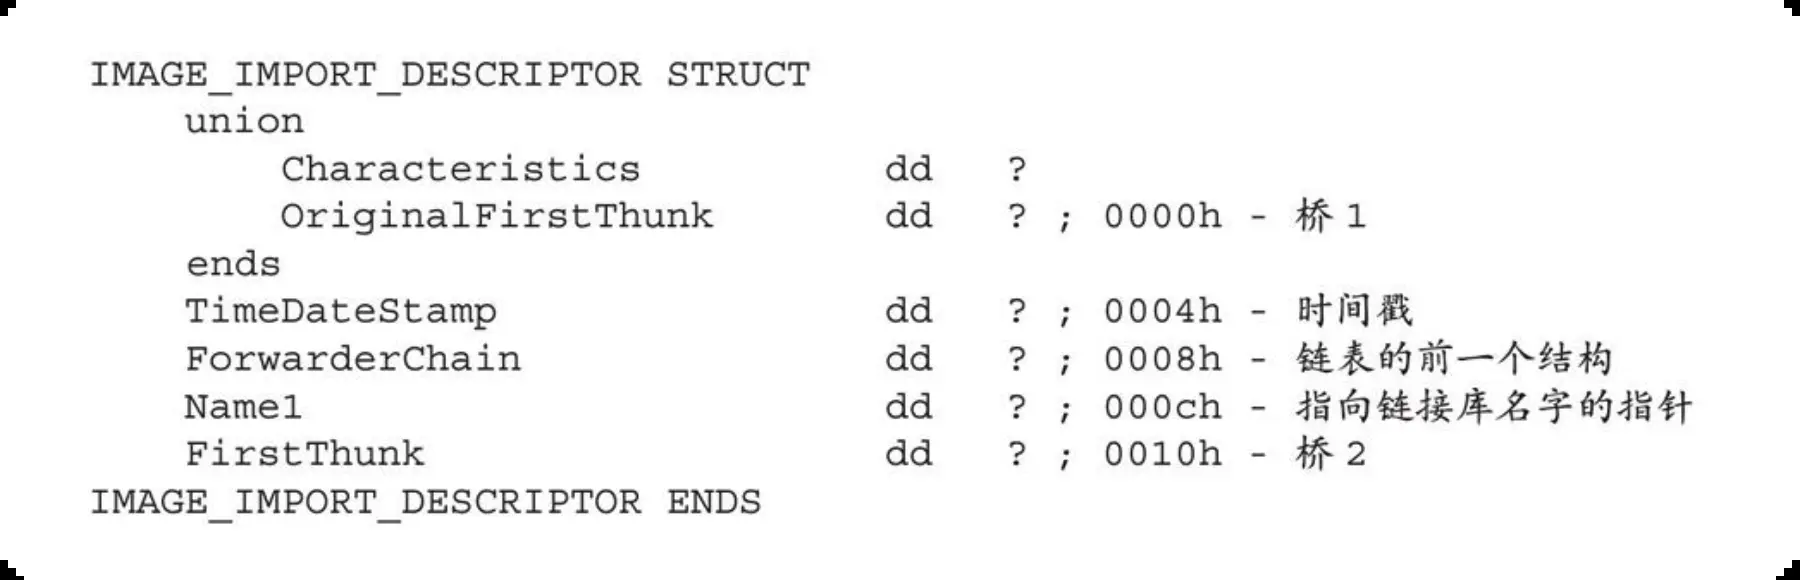 IMAGE_IMPORT_DESCRIPTOR STRUCT
union
Characteristics dd ?
OriginalFirstThunk dd ? ; 0000h - 桥1
ends
TimeDateStamp dd ? ; 0004h - 时间戳
ForwarderChain dd ? ; 0008h - 链表的前一个结构
Name1 dd ? ; 000ch - 指向链接库名字的指针
FirstThunk dd ? ; 0010h - 桥2
IMAGE_IMPORT_DESCRIPTOR ENDS